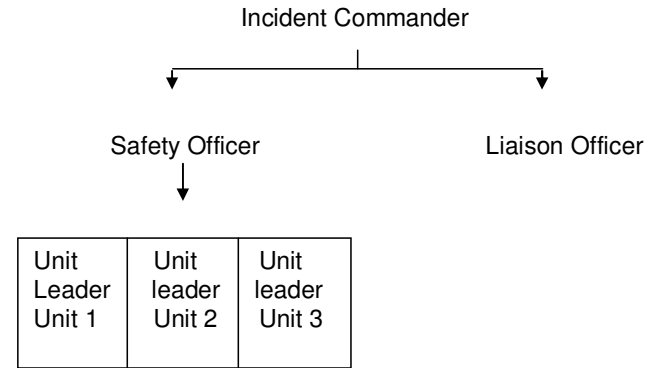 Incident Commander
Safety Officer
Liaison Officer
Unit
Leader
Unit 1
Unit
leader
Unit 2
Unit
leader
Unit 3